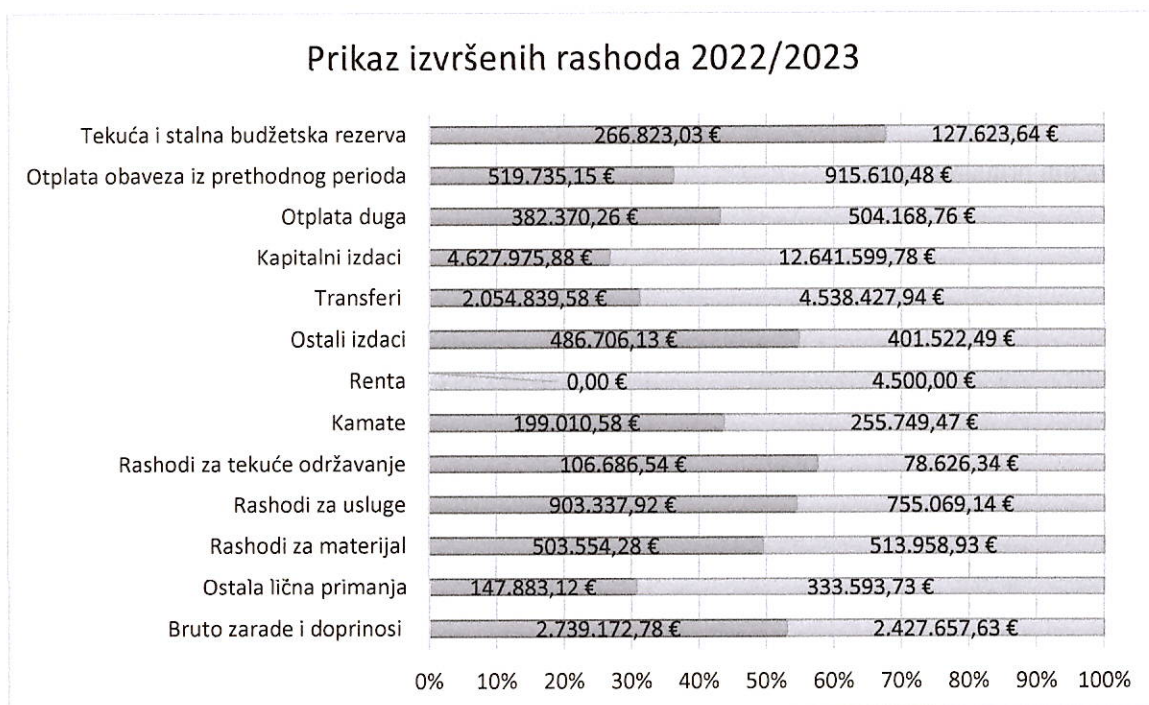 Prikaz izvršenih rashoda 2022/2023
Tekuća i stalna budžetska rezerva 266.823,03 € 127.623,64 €
Otplata obaveza iz prethodnog perioda 519.735,15 € 915.610,48 €
Otplata duga 382.370,26 € 504.168,76 €
Kapitalni izdaci 4.627.975,88 € 12.641.599,78 €
Transferi 2.054.839,58 € 4.538.427,94 €
Ostali izdaci 486.706,13 € 401.522,49 €
Renta 0,00 € 4.500,00 €
Kamate 199.010,58 € 255.749,47 €
Rashodi za tekuće održavanje 106.686,54 € 78.626,34 €
Rashodi za usluge 903.337,92 € 755.069,14 €
Rashodi za materijal 503.554,28 € 513.958,93 €
Ostala lična primanja 147.883,12 € 333.593,73 €
Bruto zarade i doprinosi 2.739.172,78 € 2.427.657,63 €
0% 10% 20% 30% 40% 50% 60% 70% 80% 90% 100%